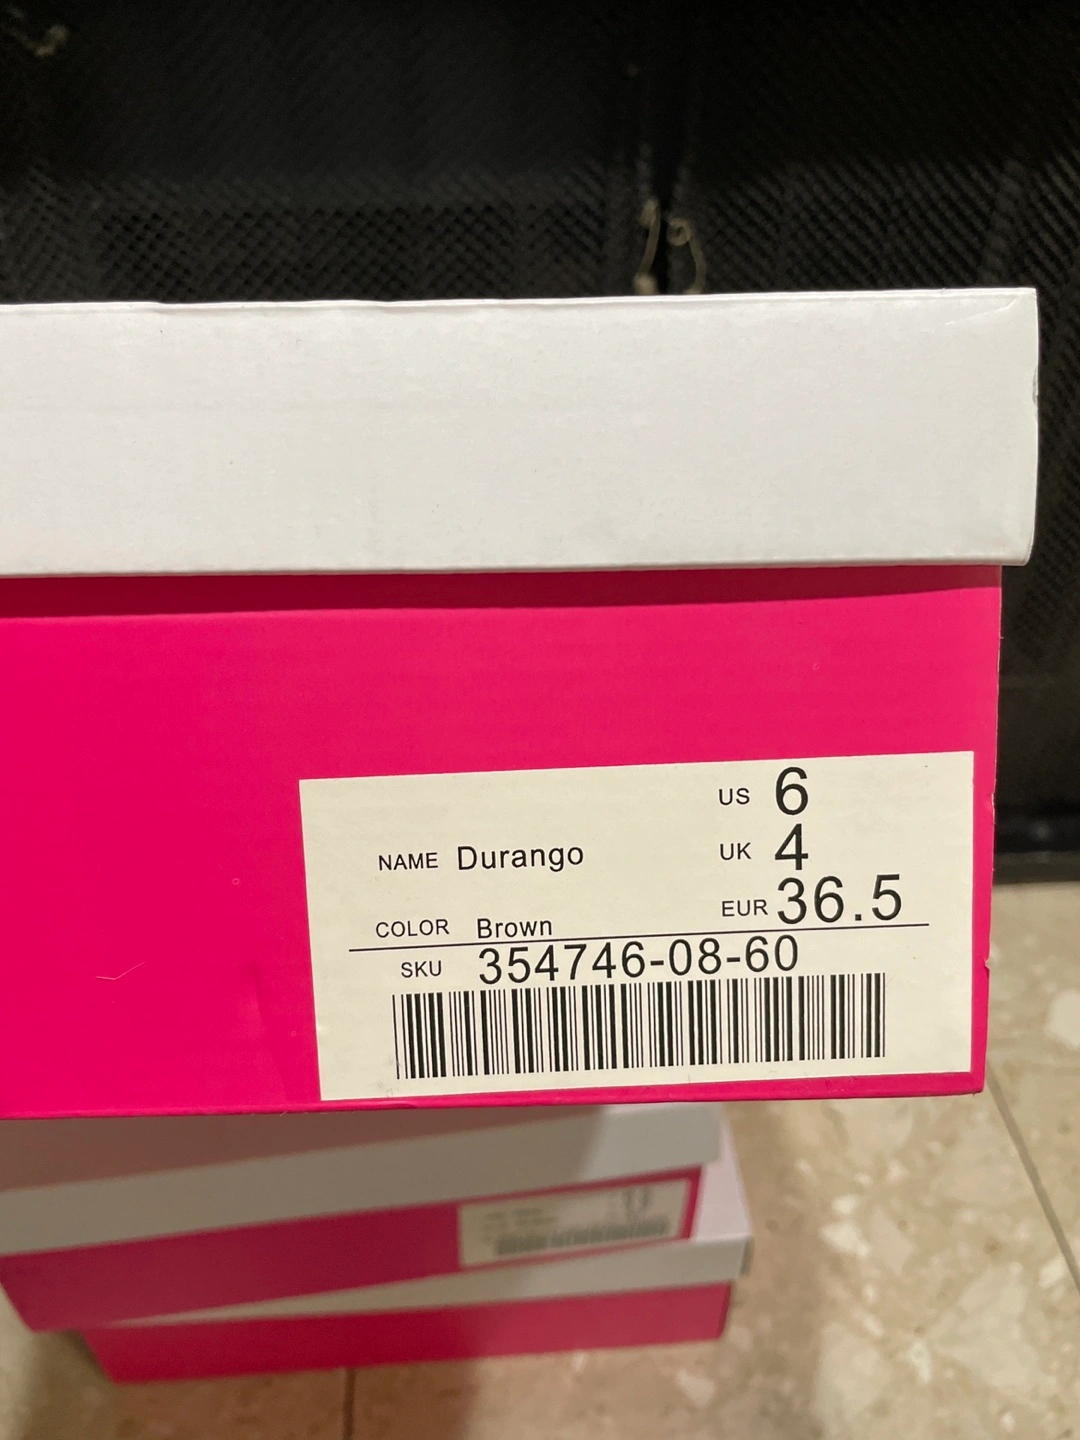 US 6
NAME Durango UK 4
EUR 36.5
COLOR Brown
SKU 354746-08-60